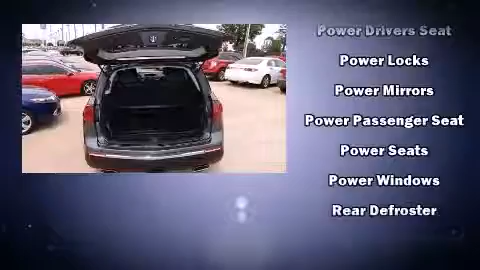 Power Drivers Seat
Power Locks
Power Mirrors
Power Passenger Seat
Power Seats
Power Windows
Rear Defroster